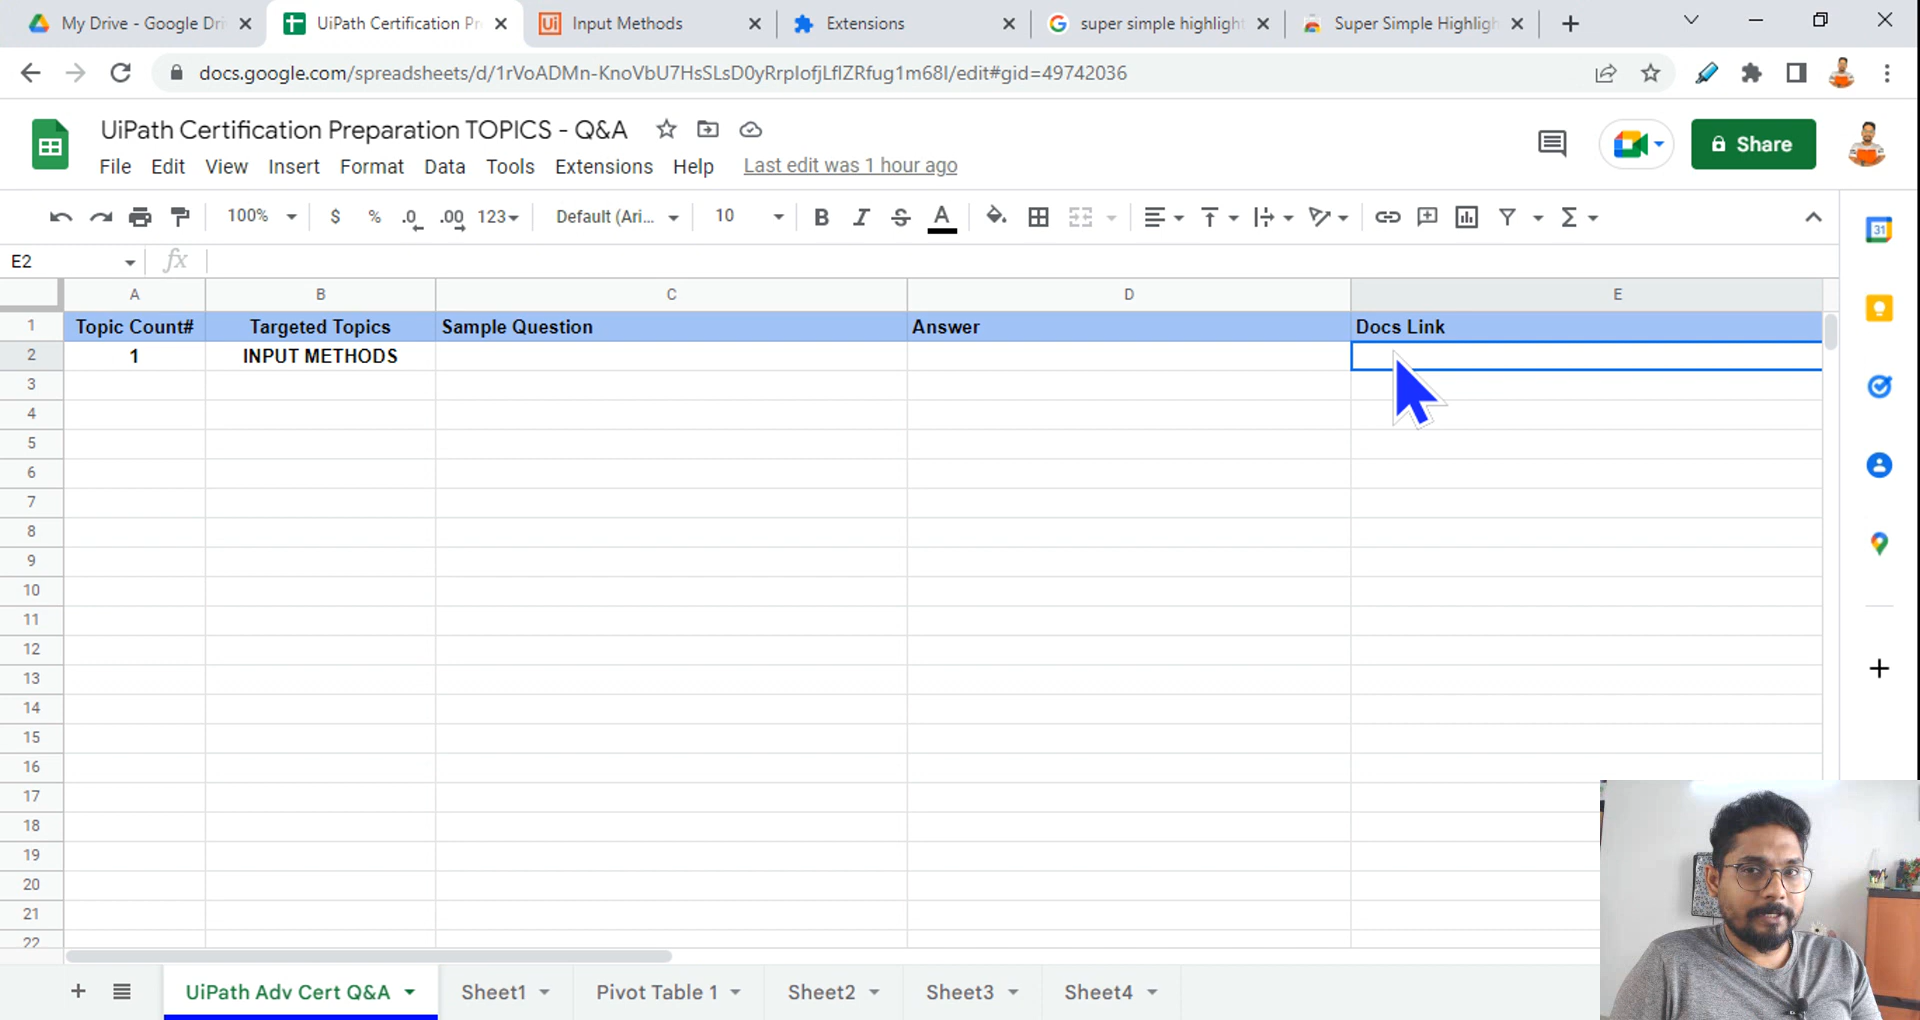 My Drive - Google Dri
UiPath Certification Pr
Ui Input Methods
Extensions
super simple highlight
Super Simple Highligh
docs.google.com/spreadsheets/d/1rVoADMn-KnoVbU7HsSLsD0yRrpIofjLfIZRfug1m68I/edit#gid=49742036
UiPath Certification Preparation TOPICS - Q&A
Share
File Edit View Insert Format Data Tools Extensions Help Last edit was 1 hour ago
100% $ % .0 .00 123 Default (Ari... 10 B I S A
31
E2 fx
A B C D E
1 Topic Count# Targeted Topics Sample Question Answer Docs Link
2 1 INPUT METHODS
3
4
5
6
7
8
9
10
11
12
13
14
15
16
17
18
19
20
21
22
UiPath Adv Cert Q&A Sheet1 Pivot Table 1 Sheet2 Sheet3 Sheet4